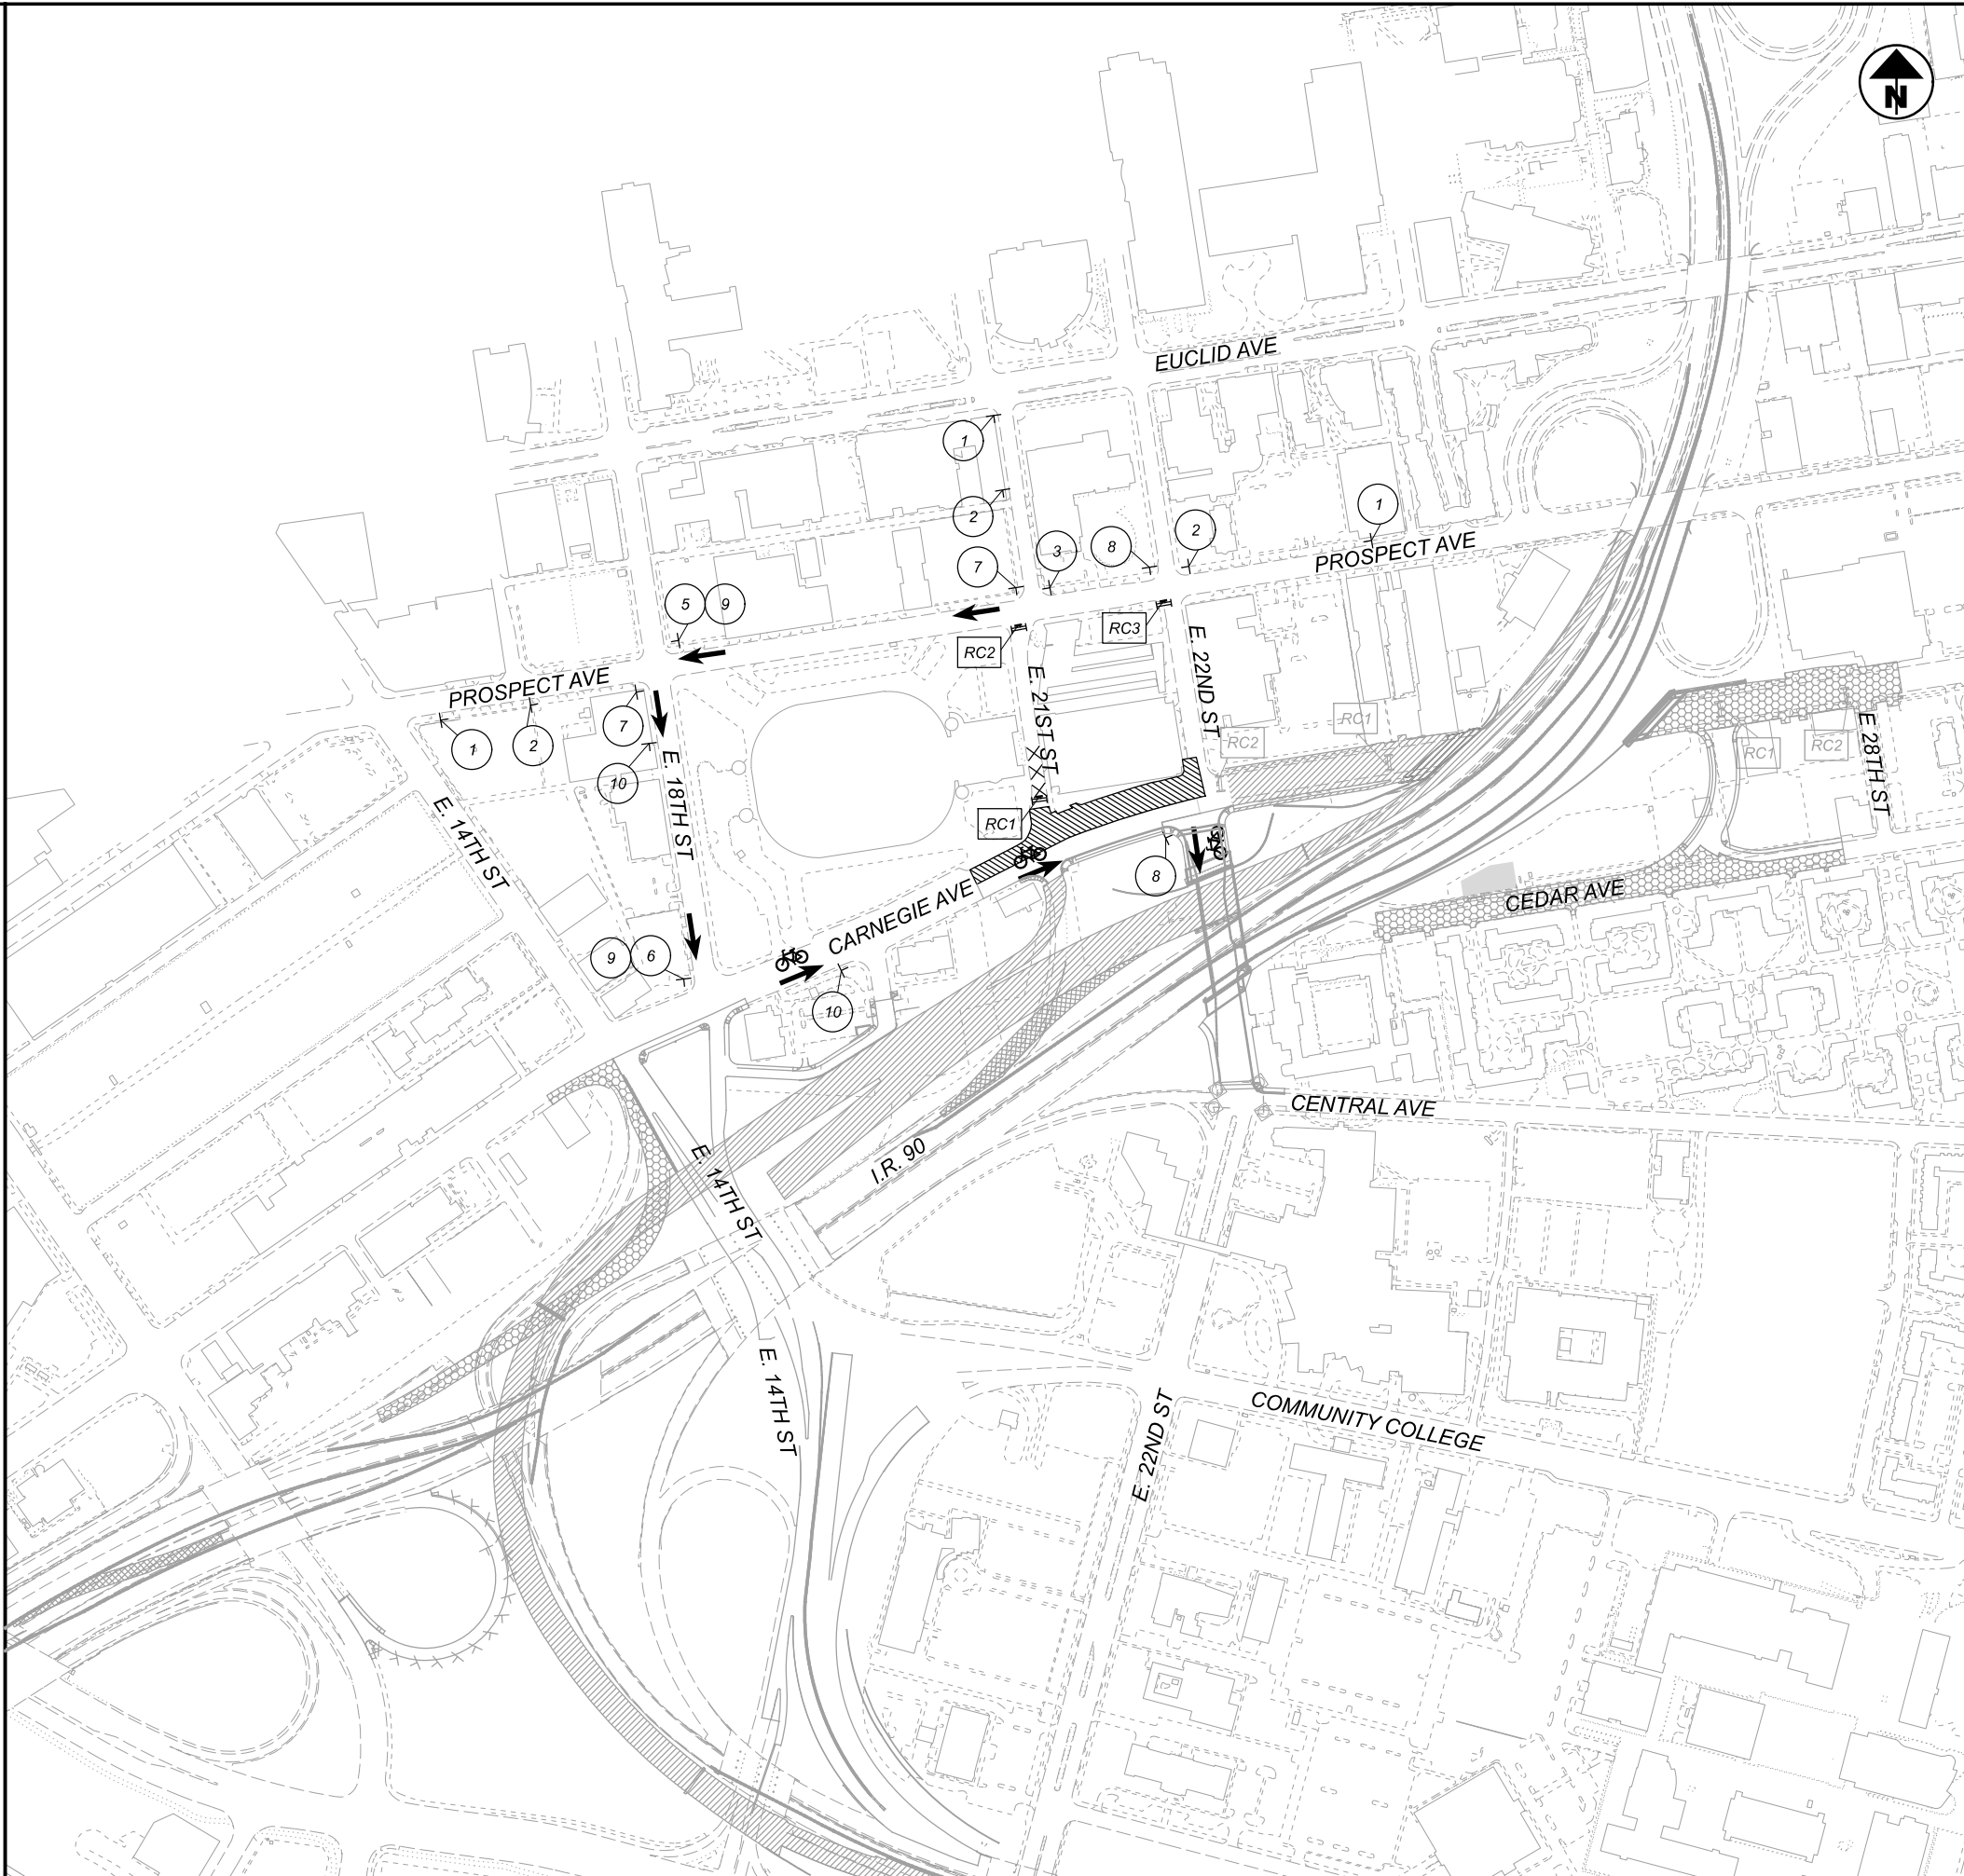 N
EUCLID AVE
1
2
1
2
3
8
7
PROSPECT AVE
5
9
RC3
RC2
E. 22ND ST
E. 21ST ST
PROSPECT AVE
7
1
2
10
E. 18TH ST
RC1
RC2
RC1
RC2
E. 28TH ST
E. 14TH ST
RC1
8
CARNEGIE AVE
CEDAR AVE
9
6
10
CENTRAL AVE
I.R. 90
E. 14TH ST
E. 14TH ST
E. 22ND ST
COMMUNITY COLLEGE